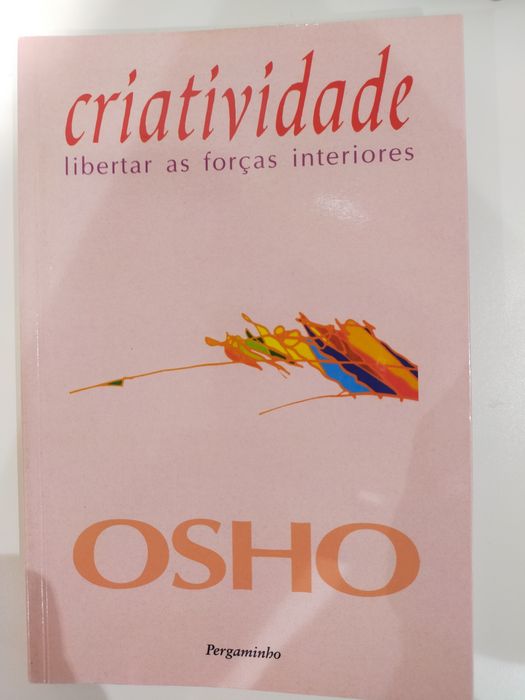 criatividade
libertar as forças interiores
OSHO
Pergaminho